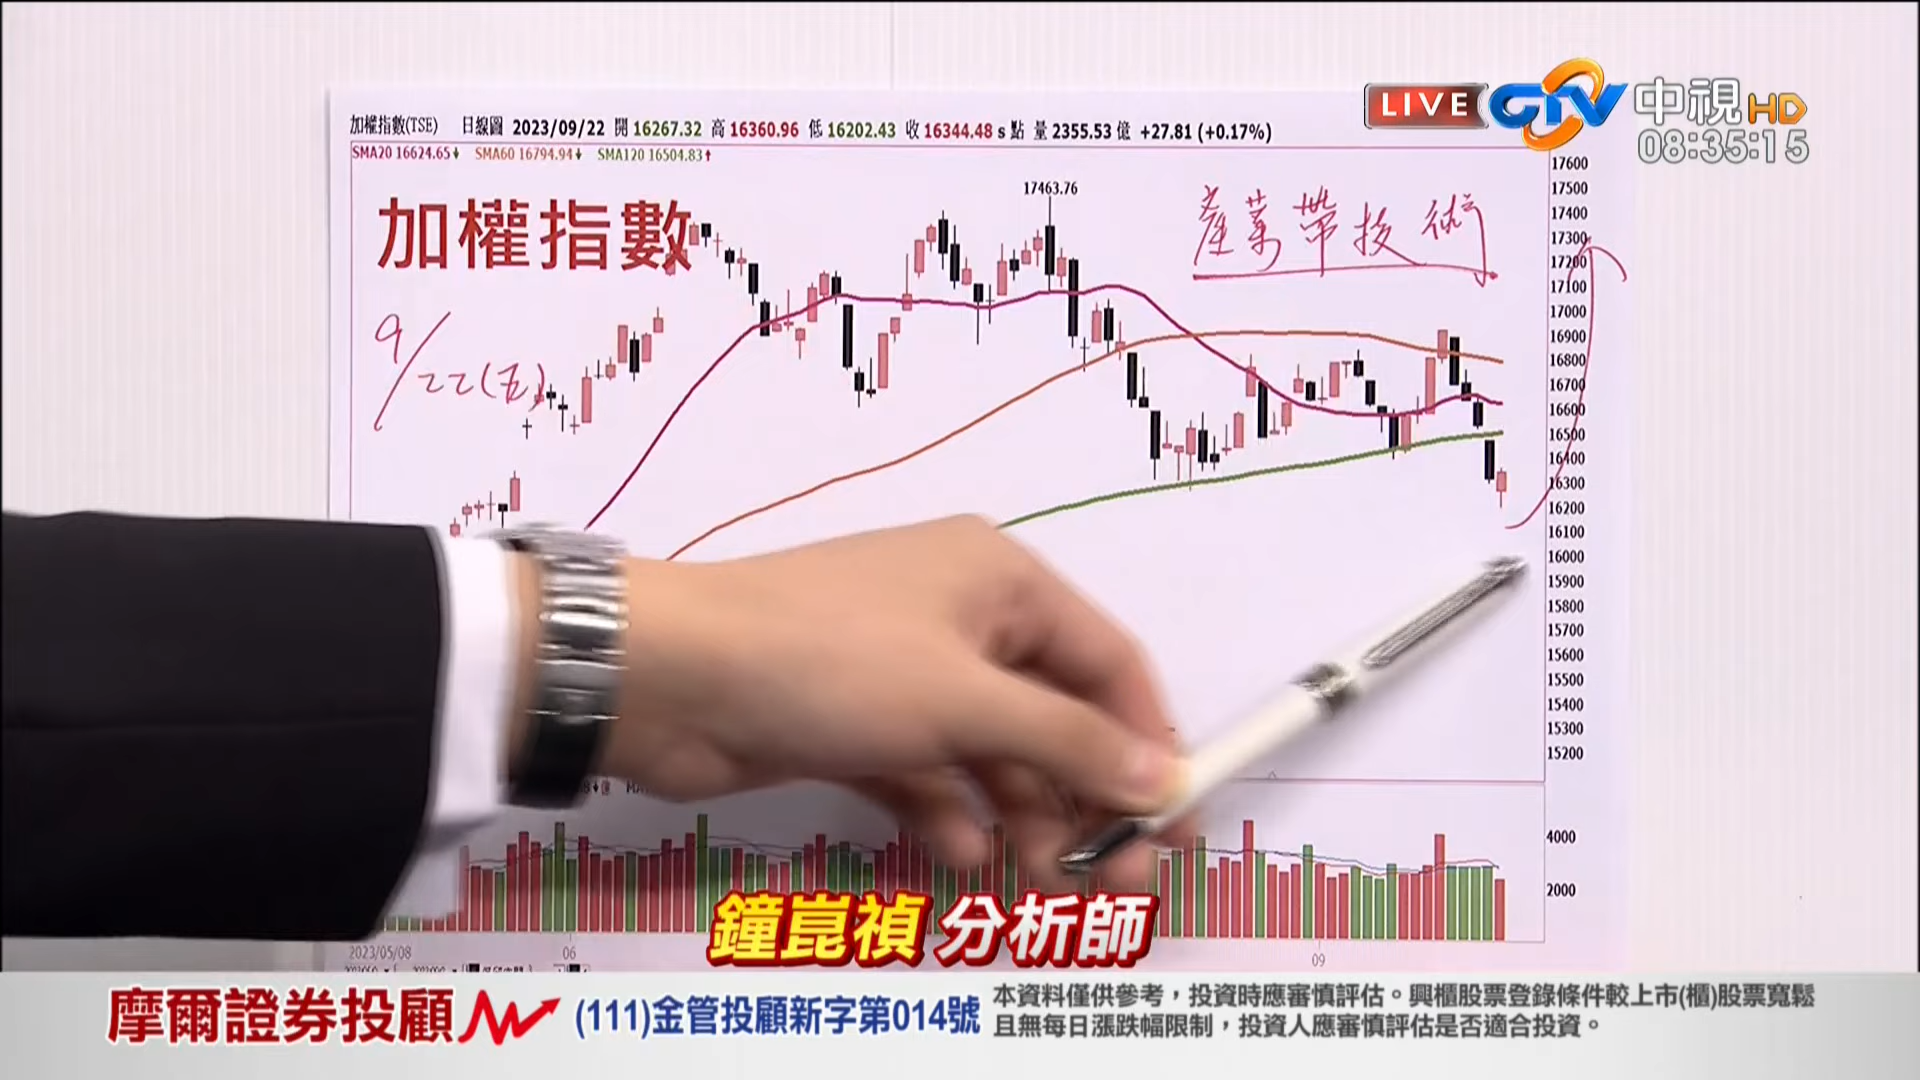 LIVE CTV 中視 HD
08:35:15
加權指數(TSE) 日線圖 2023/09/22 開 16267.32 高 16360.96 低 16202.43 收 16344.48 s 點 量 2355.53 億 +27.81 (+0.17%)
SMA20 16624.65↓ SMA60 16794.94↓ SMA120 16504.83↑
加權指數
9/22(五)
17463.76
產業帶技術
17600
17500
17400
17300
17200
17100
17000
16900
16800
16700
16600
16500
16400
16300
16200
16100
16000
15900
15800
15700
15600
15500
15400
15300
15200
4000
2000
2023/05/08 06 09
鐘崑禎 分析師
摩爾證券投顧 (111)金管投顧新字第014號
本資料僅供參考，投資時應審慎評估。興櫃股票登錄條件較上市(櫃)股票寬鬆
且無每日漲跌幅限制，投資人應審慎評估是否適合投資。